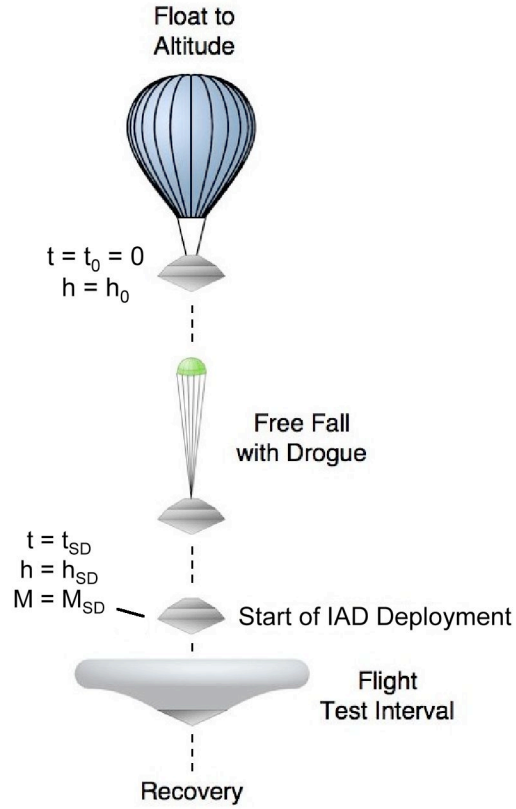 Float to
Altitude
t = t₀ = 0
h = h₀
Free Fall
with Drogue
t = t_SD
h = h_SD
M = M_SD
Start of IAD Deployment
Flight
Test Interval
Recovery